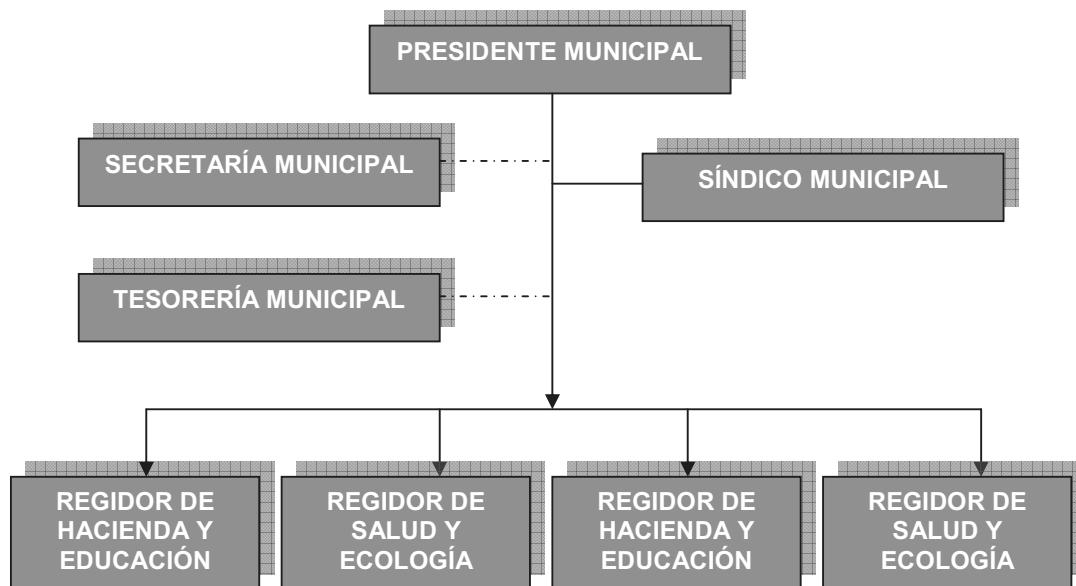 PRESIDENTE MUNICIPAL
SECRETARÍA MUNICIPAL
SÍNDICO MUNICIPAL
TESORERÍA MUNICIPAL
REGIDOR DE
HACIENDA Y
EDUCACIÓN
REGIDOR DE
SALUD Y
ECOLOGÍA
REGIDOR DE
HACIENDA Y
EDUCACIÓN
REGIDOR DE
SALUD Y
ECOLOGÍA